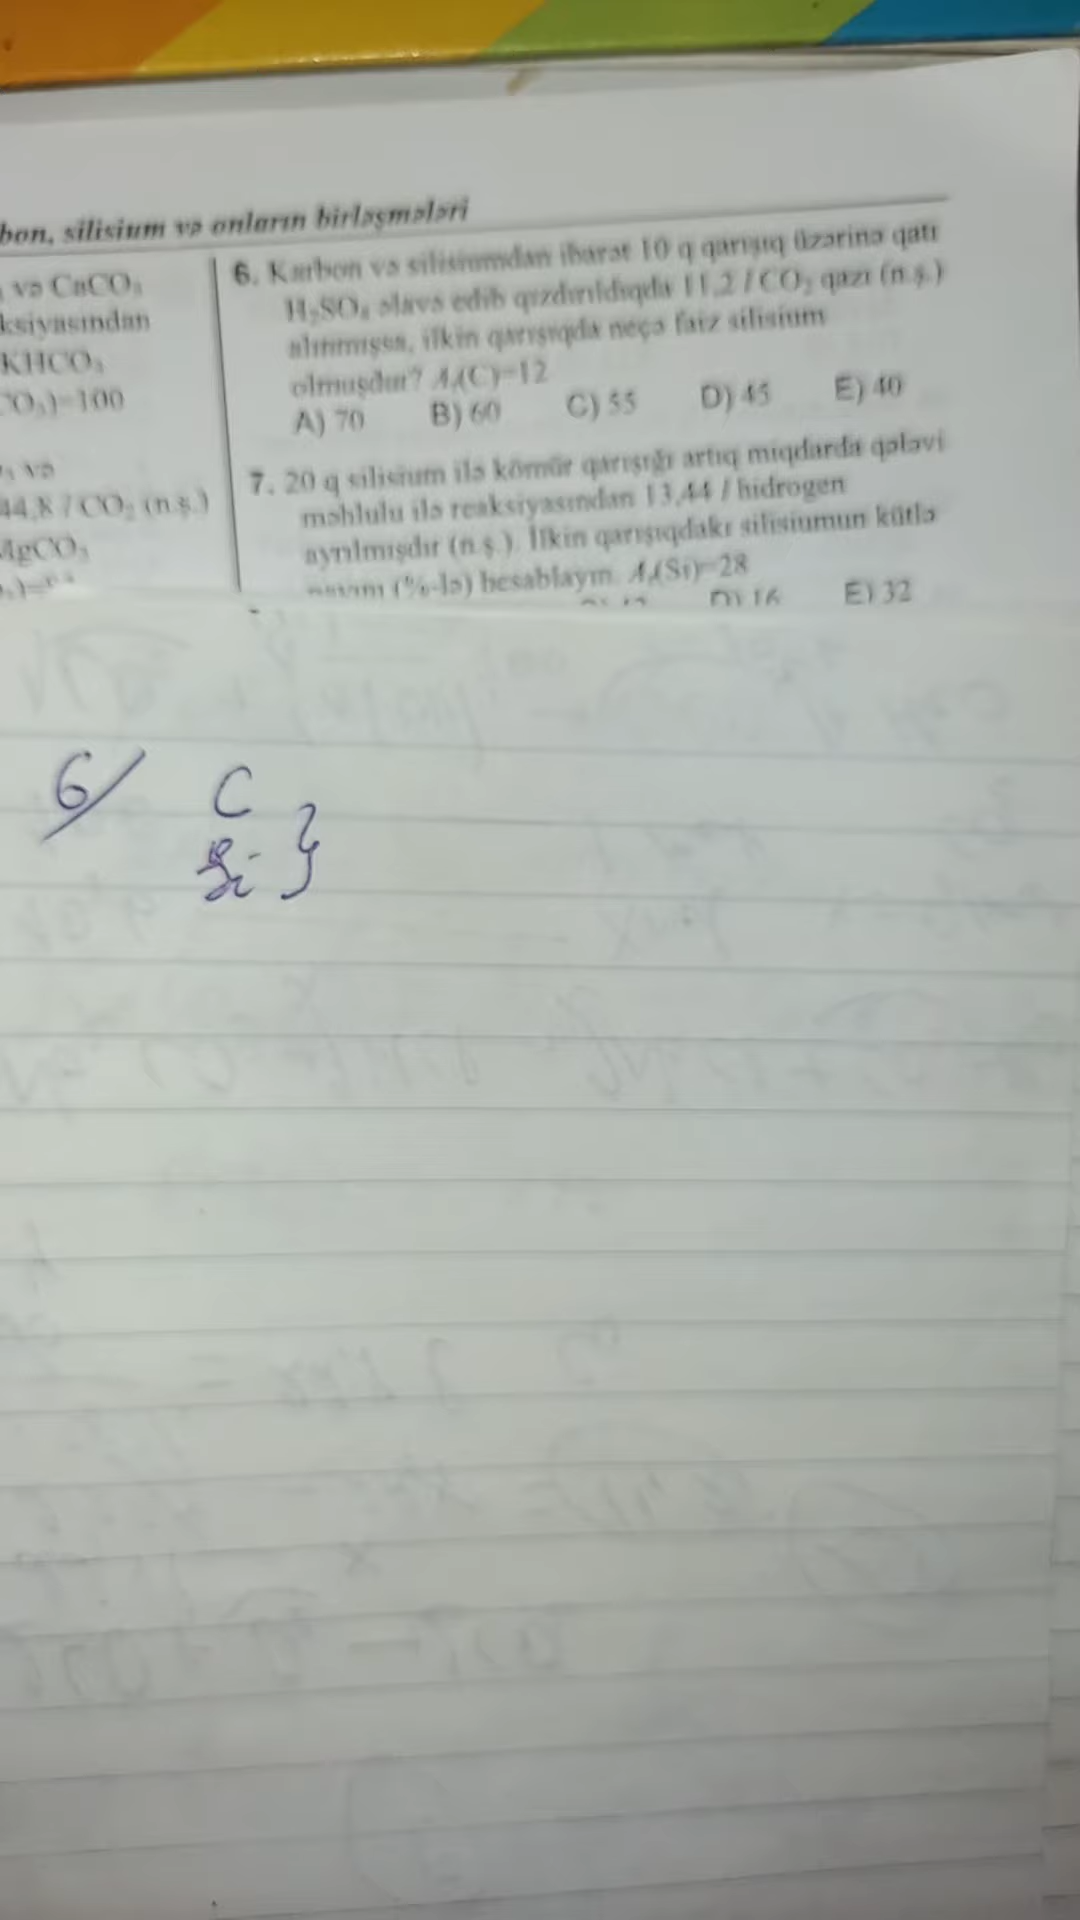 bon, silisium və onların birləşmələri
və CaCO₃
ksiyasından
KHCO₃
CO₃)=100
və
44,8 l CO₂ (n.ş.)
MgCO₃
6. Karbon və silisiumdan ibarət 10 q qarışıq üzərinə qatı
H₂SO₄ əlavə edib qızdırıldıqda 11,2 l CO₂ qazı (n.ş.)
alınmışsa, ilkin qarışıqda neçə faiz silisium
olmuşdur? Aᵣ(C)=12
A) 70 B) 60 C) 55 D) 45 E) 40
7. 20 q silisium ilə kömür qarışığı artıq miqdarda qələvi
məhlulu ilə reaksiyasından 13,44 l hidrogen
ayrılmışdır (n.ş.). İlkin qarışıqdakı silisiumun kütlə
payını (%-lə) hesablayın. Aᵣ(Si)=28
D) 16 E) 32
6/ C
Si }